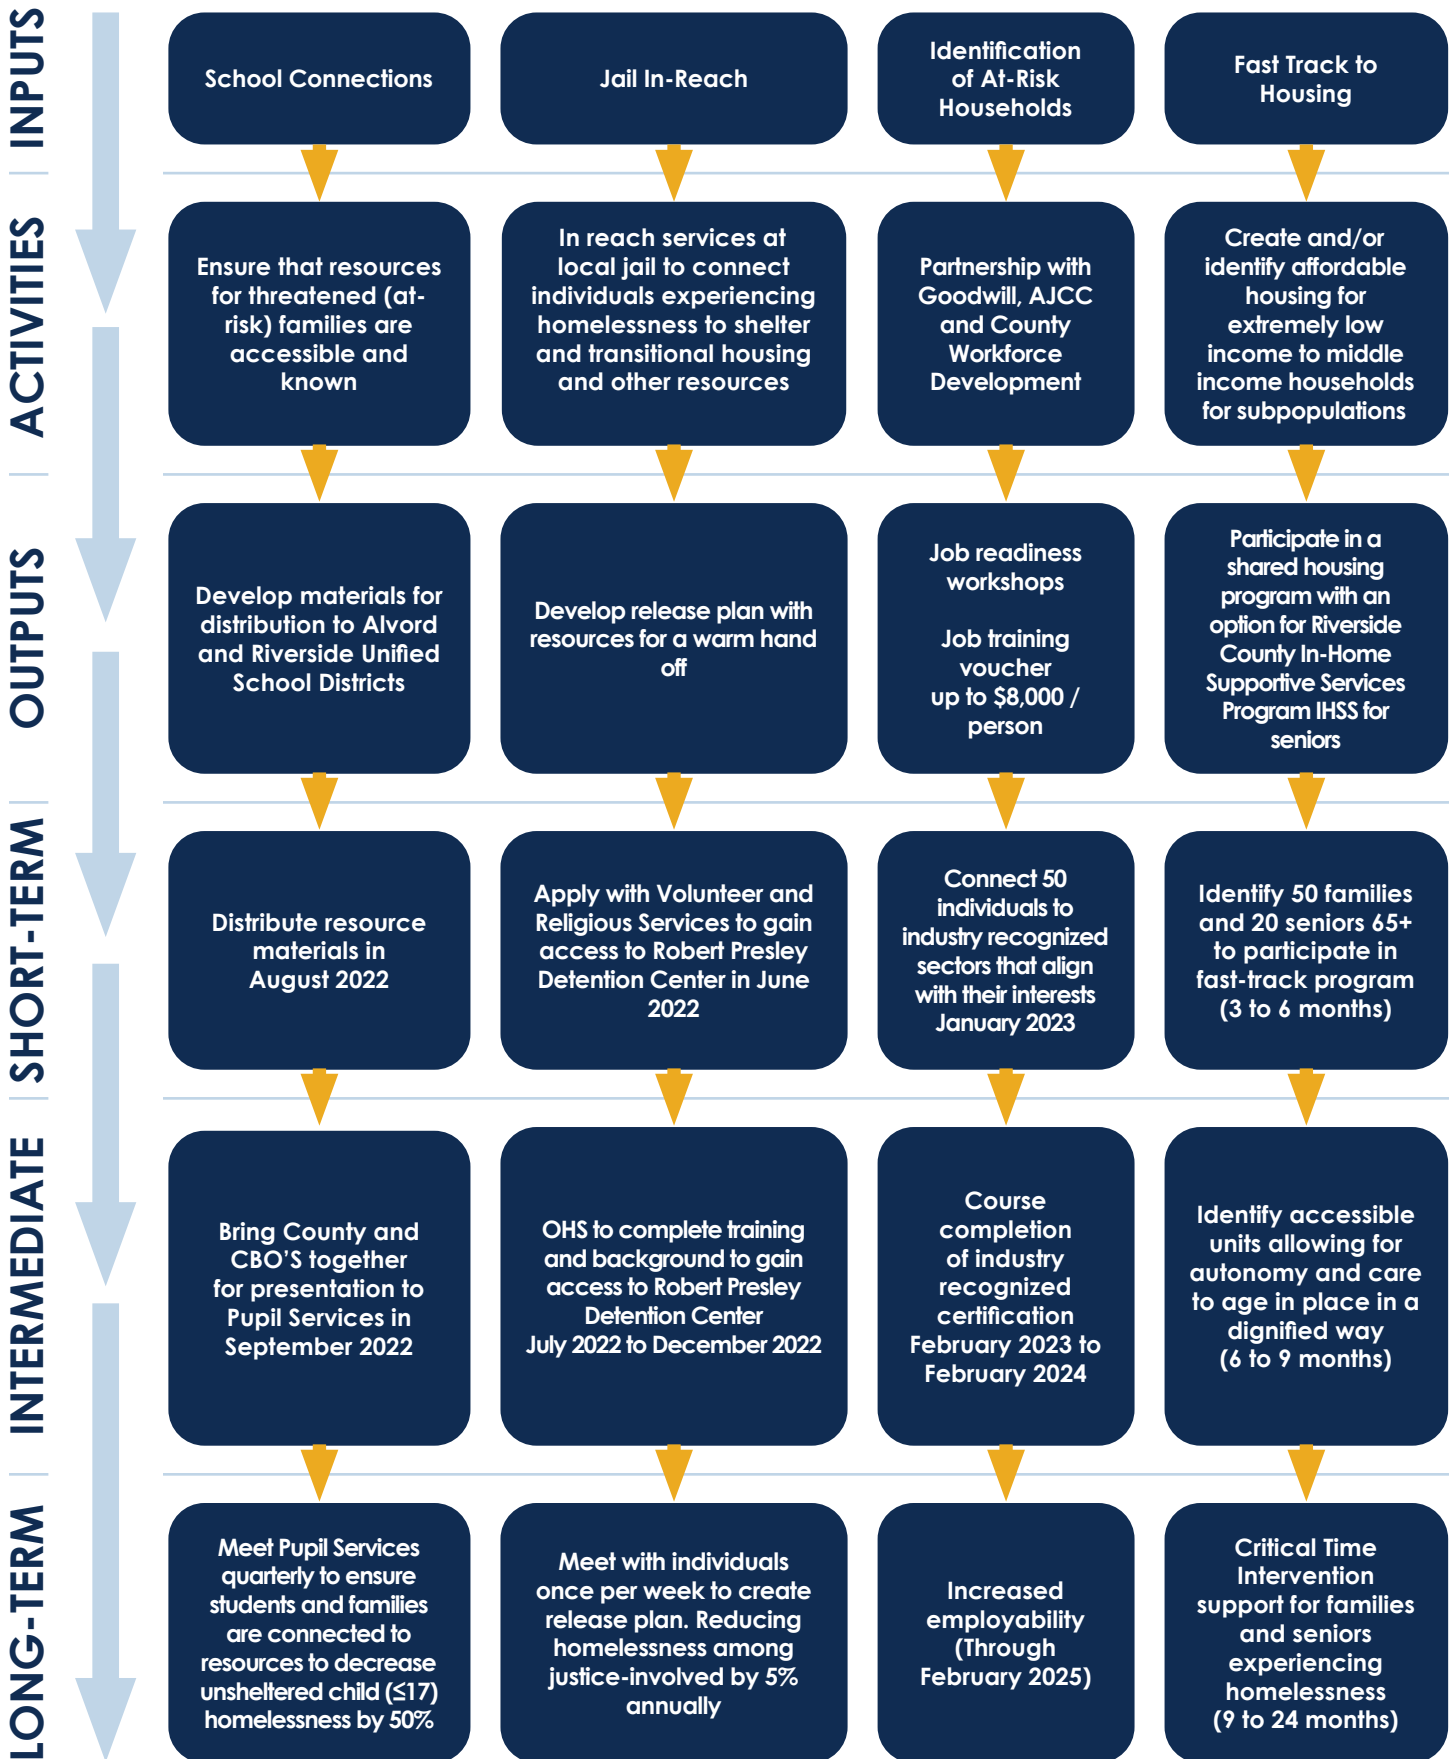 INPUTS
School Connections
Jail In-Reach
Identification
of At-Risk
Households
Fast Track to
Housing
ACTIVITIES
Ensure that resources
for threatened (at-
risk) families are
accessible and
known
In reach services at
local jail to connect
individuals experiencing
homelessness to shelter
and transitional housing
and other resources
Partnership with
Goodwill, AJCC
and County
Workforce
Development
Create and/or
identify affordable
housing for
extremely low
income to middle
income households
for subpopulations
OUTPUTS
Develop materials for
distribution to Alvord
and Riverside Unified
School Districts
Develop release plan with
resources for a warm hand
off
Job readiness
workshops
Job training
voucher
up to $8,000 /
person
Participate in a
shared housing
program with an
option for Riverside
County In-Home
Supportive Services
Program IHSS for
seniors
SHORT-TERM
Distribute resource
materials in
August 2022
Apply with Volunteer and
Religious Services to gain
access to Robert Presley
Detention Center in June
2022
Connect 50
individuals to
industry recognized
sectors that align
with their interests
January 2023
Identify 50 families
and 20 seniors 65+
to participate in
fast-track program
(3 to 6 months)
INTERMEDIATE
Bring County and
CBO'S together
for presentation to
Pupil Services in
September 2022
OHS to complete training
and background to gain
access to Robert Presley
Detention Center
July 2022 to December 2022
Course
completion
of industry
recognized
certification
February 2023 to
February 2024
Identify accessible
units allowing for
autonomy and care
to age in place in a
dignified way
(6 to 9 months)
LONG-TERM
Meet Pupil Services
quarterly to ensure
students and families
are connected to
resources to decrease
unsheltered child (≤17)
homelessness by 50%
Meet with individuals
once per week to create
release plan. Reducing
homelessness among
justice-involved by 5%
annually
Increased
employability
(Through
February 2025)
Critical Time
Intervention
support for families
and seniors
experiencing
homelessness
(9 to 24 months)